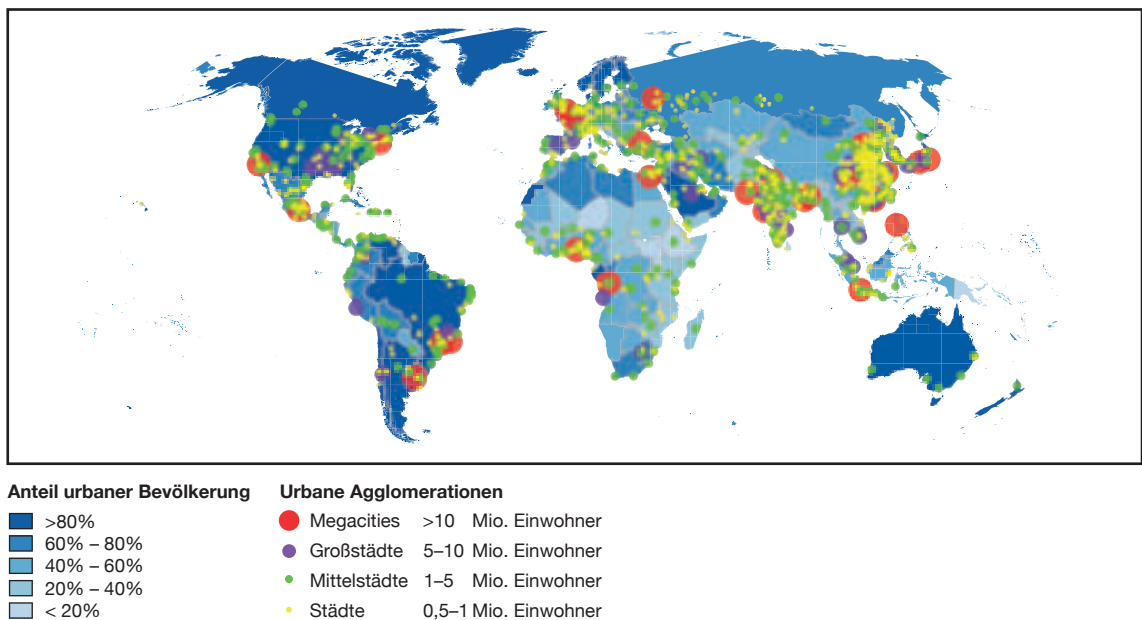 Anteil urbaner Bevölkerung
>80%
60% – 80%
40% – 60%
20% – 40%
< 20%
Urbane Agglomerationen
Megacities >10 Mio. Einwohner
Großstädte 5–10 Mio. Einwohner
Mittelstädte 1–5 Mio. Einwohner
Städte 0,5–1 Mio. Einwohner